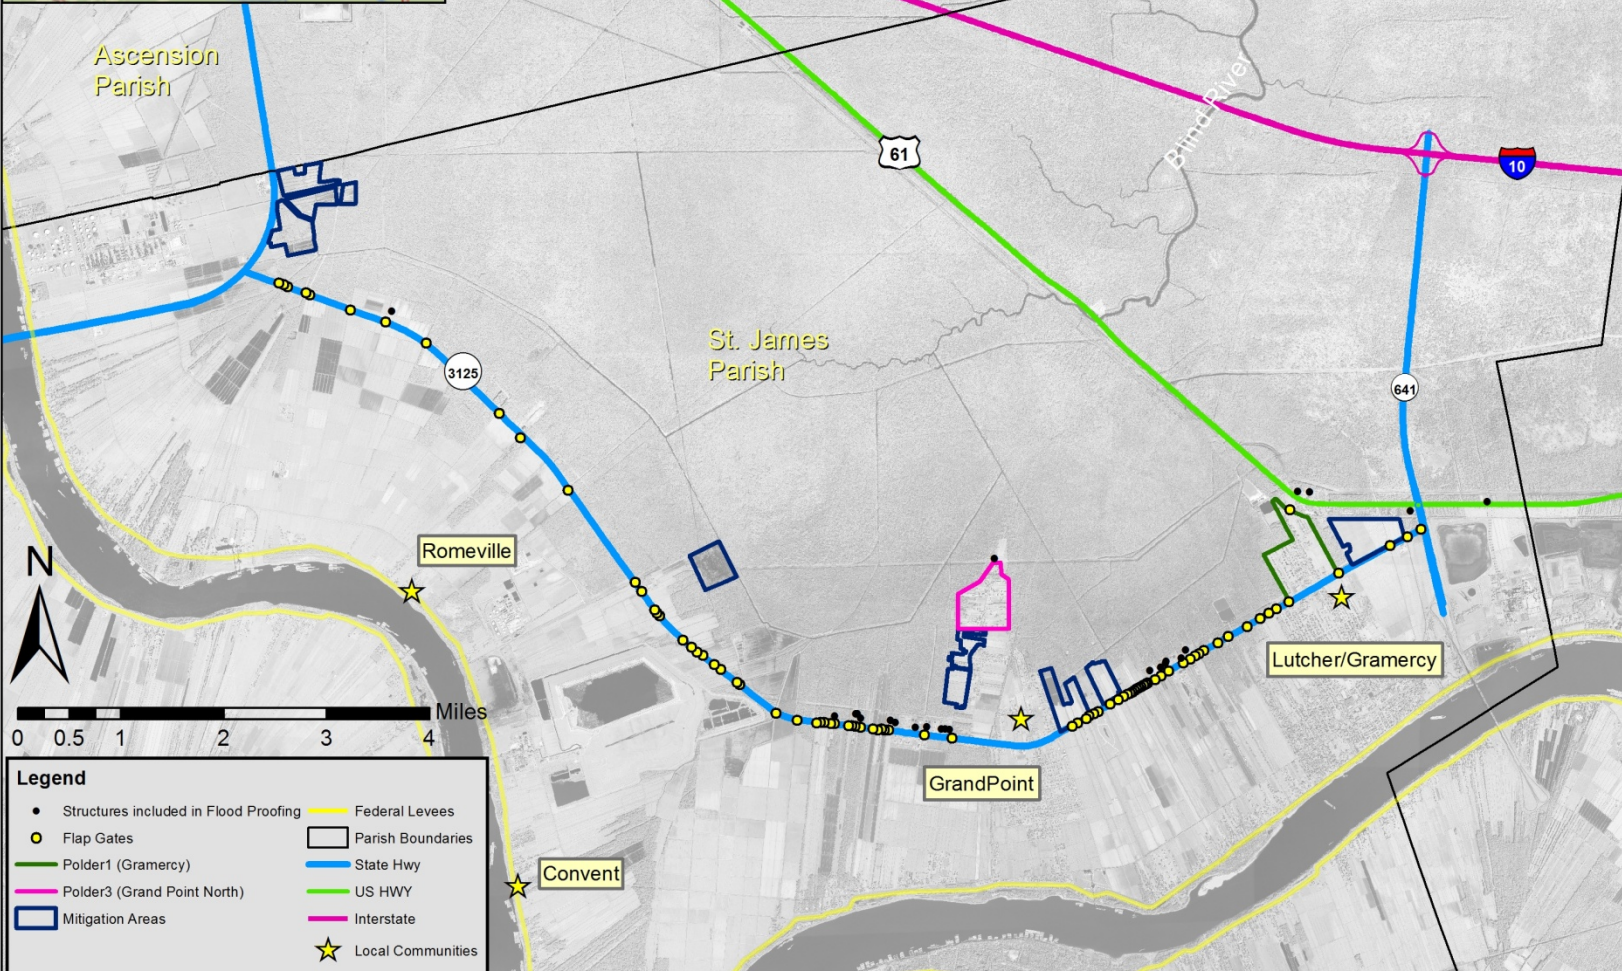 Ascension
Parish
61
Blind River
10
3125
St. James
Parish
641
Romeville
N
Lutcher/Gramercy
Miles
0 0.5 1 2 3 4
GrandPoint
Convent
Legend
Structures included in Flood Proofing
Flap Gates
Polder1 (Gramercy)
Polder3 (Grand Point North)
Mitigation Areas
Federal Levees
Parish Boundaries
State Hwy
US HWY
Interstate
Local Communities